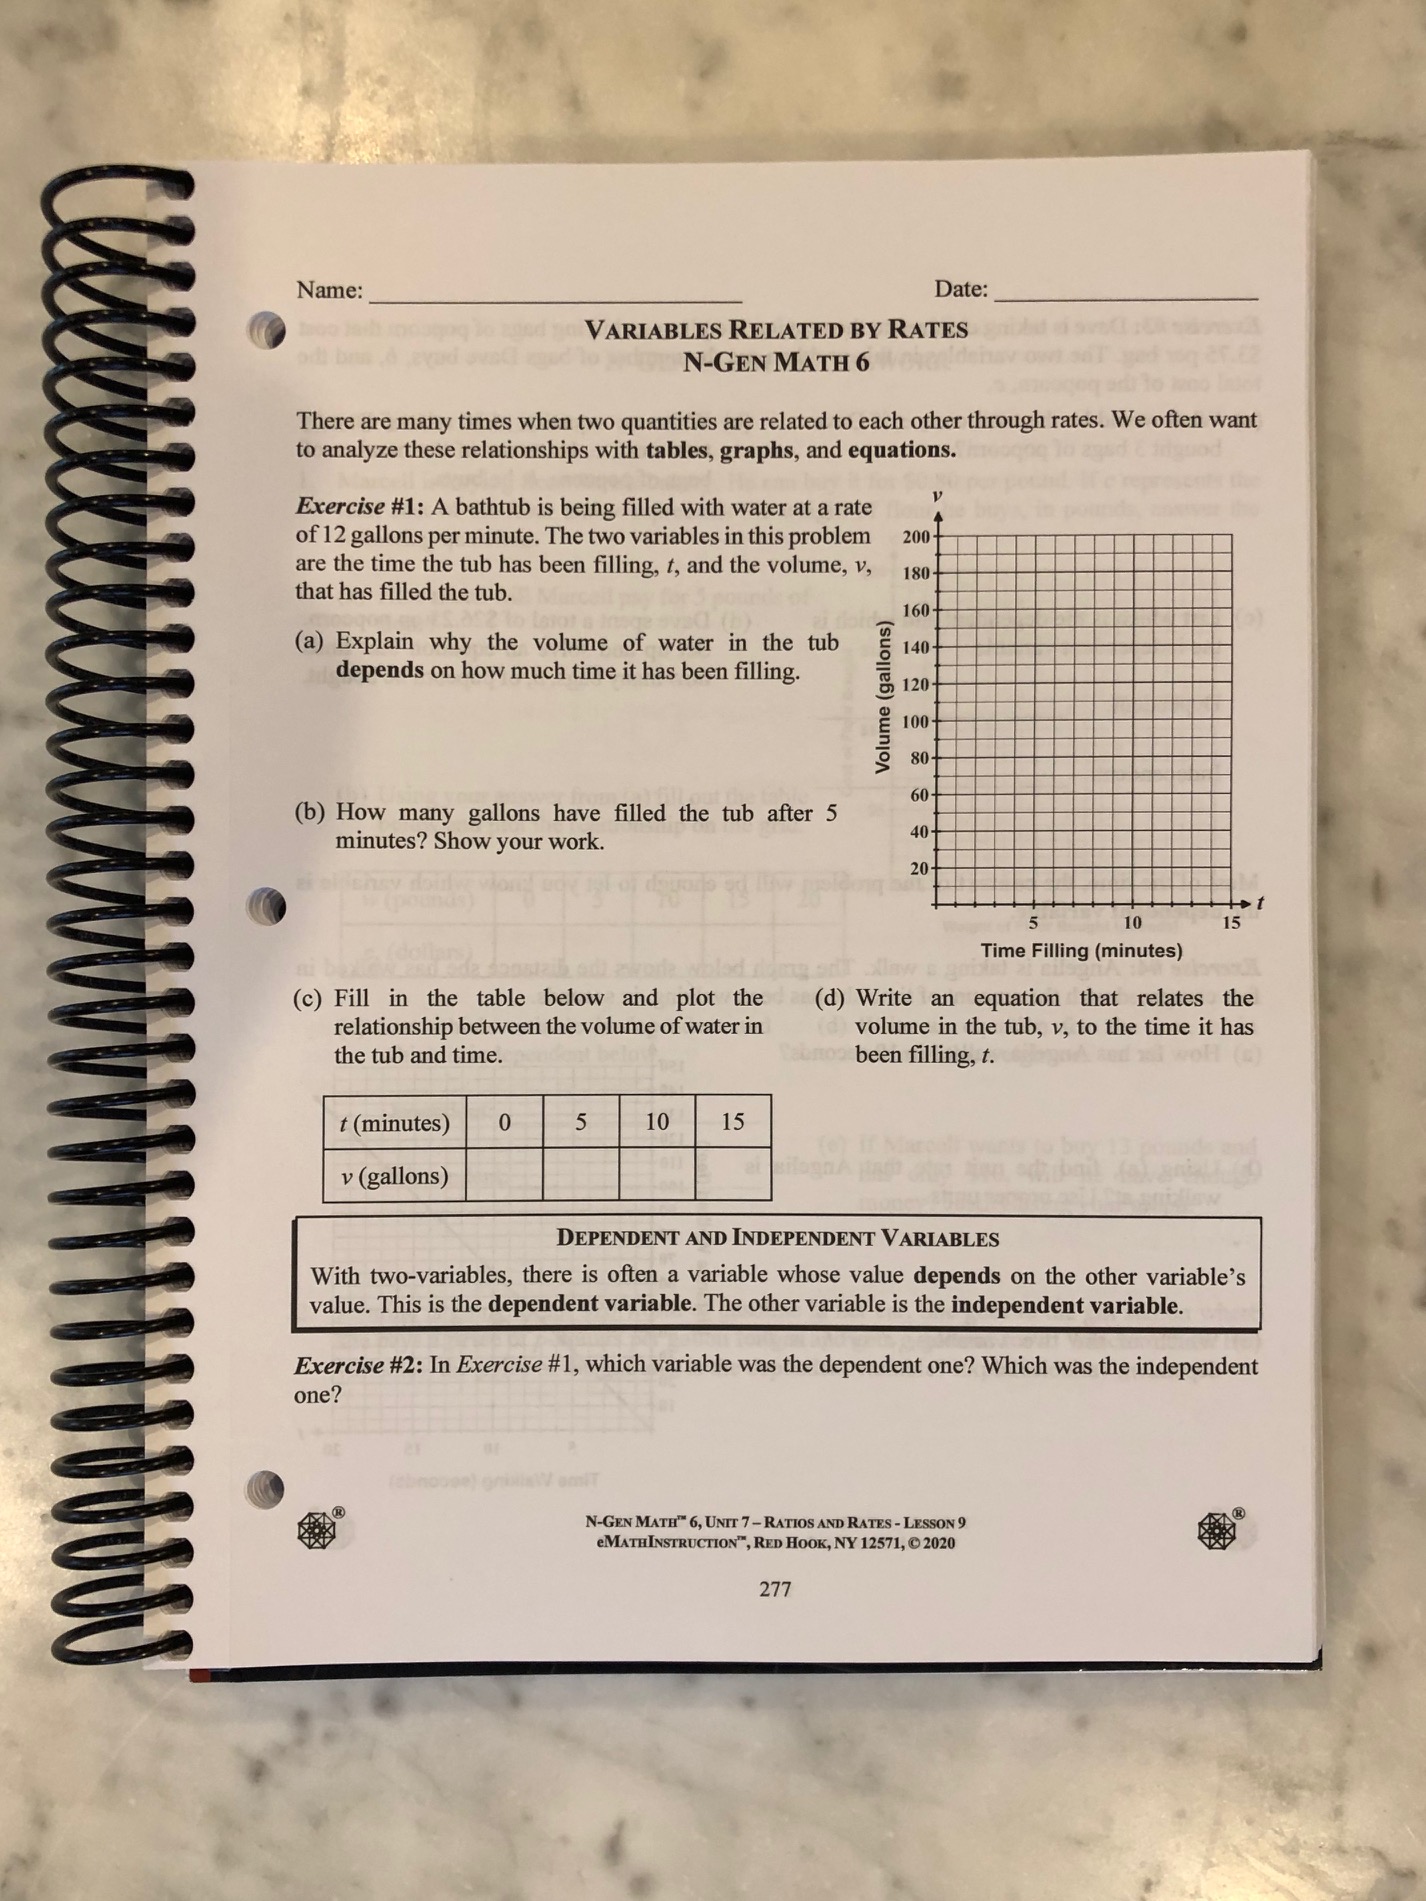 Name: ____________ Date: ____________
VARIABLES RELATED BY RATES
N-GEN MATH 6
There are many times when two quantities are related to each other through rates. We often want
to analyze these relationships with tables, graphs, and equations.
Exercise #1: A bathtub is being filled with water at a rate
of 12 gallons per minute. The two variables in this problem
are the time the tub has been filling, t, and the volume, v,
that has filled the tub.
(a) Explain why the volume of water in the tub
depends on how much time it has been filling.
(b) How many gallons have filled the tub after 5
minutes? Show your work.
v
200
180
160
140
120
100
80
60
40
20
Volume (gallons)
5 10 15
t
Time Filling (minutes)
(c) Fill in the table below and plot the
relationship between the volume of water in
the tub and time.
(d) Write an equation that relates the
volume in the tub, v, to the time it has
been filling, t.
t (minutes) 0 5 10 15
v (gallons)
DEPENDENT AND INDEPENDENT VARIABLES
With two-variables, there is often a variable whose value depends on the other variable's
value. This is the dependent variable. The other variable is the independent variable.
Exercise #2: In Exercise #1, which variable was the dependent one? Which was the independent
one?
® ®
N-GEN MATH™ 6, UNIT 7 – RATIOS AND RATES - LESSON 9
eMATHINSTRUCTION™, RED HOOK, NY 12571, © 2020
277